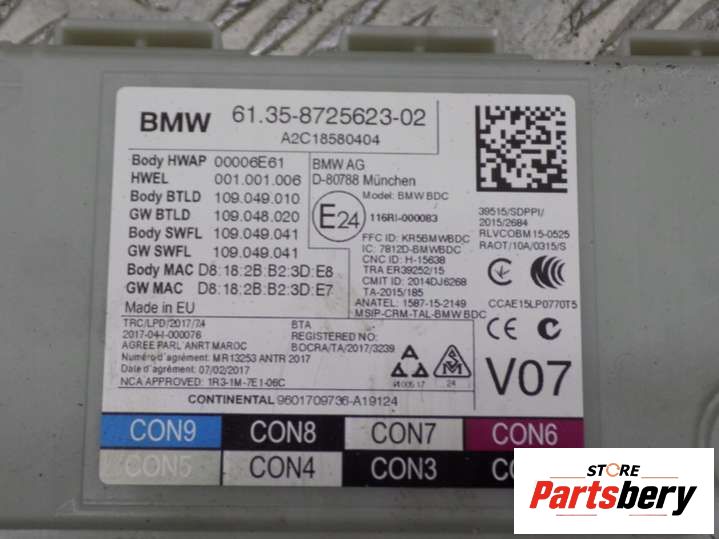 BMW 61.35-8725623-02
A2C18580404
Body HWAP 00006E61
HWEL 001.001.006
Body BTLD 109.049.010
GW BTLD 109.048.020
Body SWFL 109.049.041
GW SWFL 109.049.041
Body MAC D8:18:2B:B2:3D:E8
GW MAC D8:18:2B:B2:3D:E7
Made in EU
BMW AG
D-80788 München
Model: BMW BDC
E24 116RI-000083
FFC ID: KR5BMWBDC
IC: 7812D-BMWBDC
CNC ID: H-15638
TRA ER39252/15
CMIT ID: 2014DJ6268
TA-2015/185
ANATEL: 1587-15-2149
MSIP-CRM-TAL-BMW BDC
39515/SDPPI/
2015/2684
RLVCOBM15-0525
RAOT/10A/0315/S
CCAE15LP0770T5
TRC/LPD/2017/74
2017-04-I-000076
AGREE PARL ANRT MAROC
Numéro d'agrément: MR13253 ANTR 2017
Date d'agrément: 07/02/2017
NCA APPROVED: 1R3-1M-7E1-06C
BTA
REGISTERED NO:
BOCRA/TA/2017/3239
24
V07
CONTINENTAL 9601709736-A19124
CON9 CON8 CON7 CON6
CON5 CON4 CON3
STORE
Partsbery